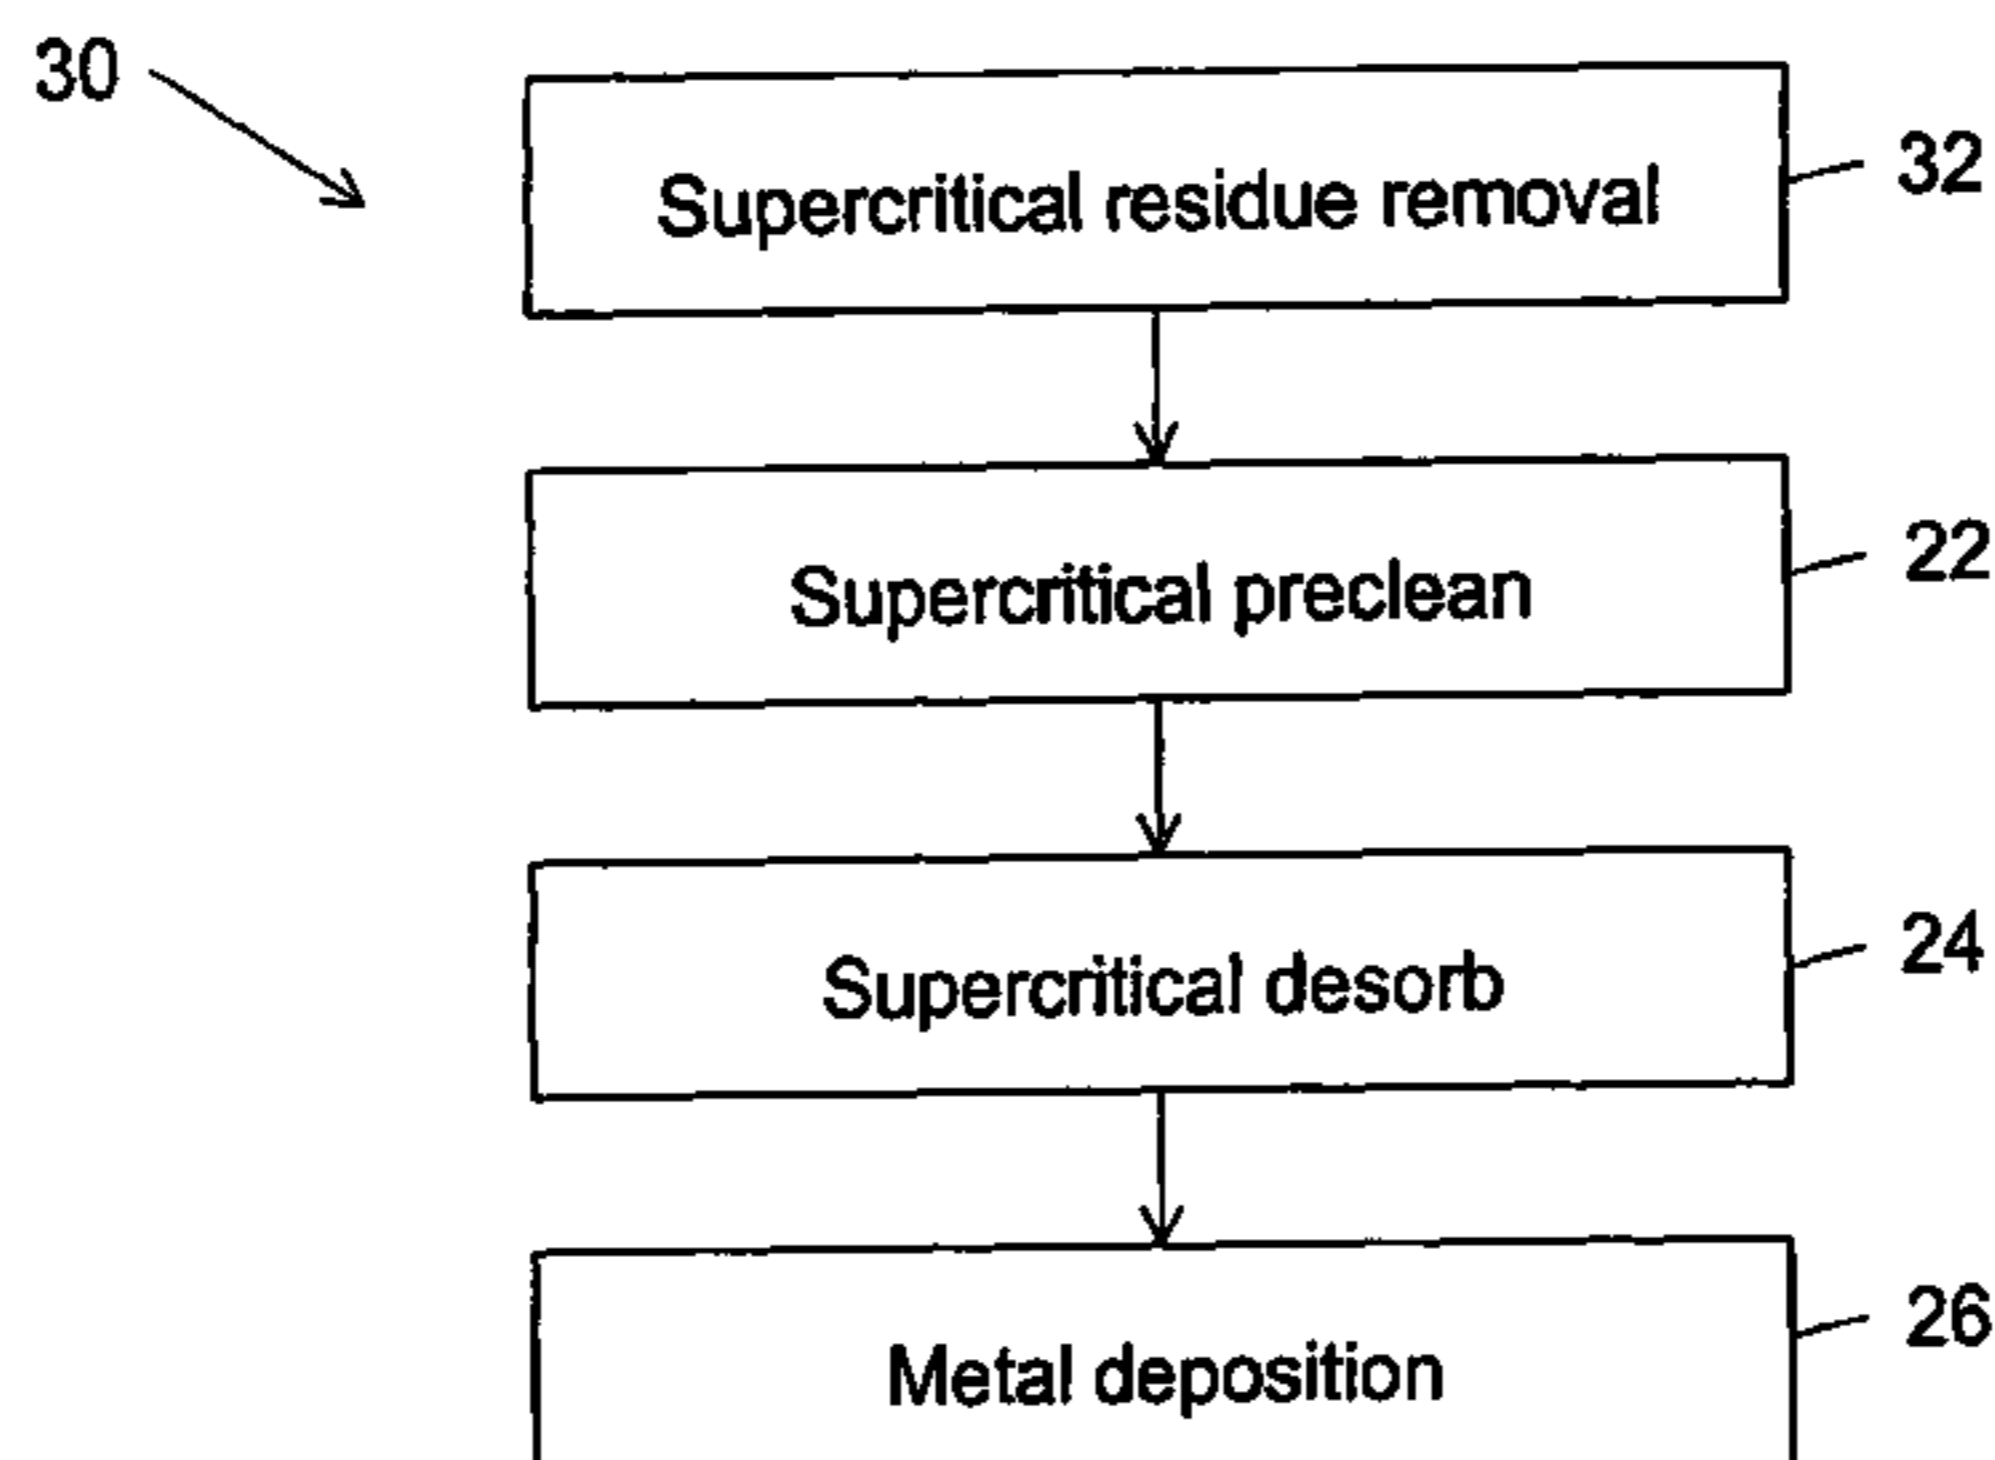 30
Supercritical residue removal
32
Supercritical preclean
22
Supercritical desorb
24
Metal deposition
26